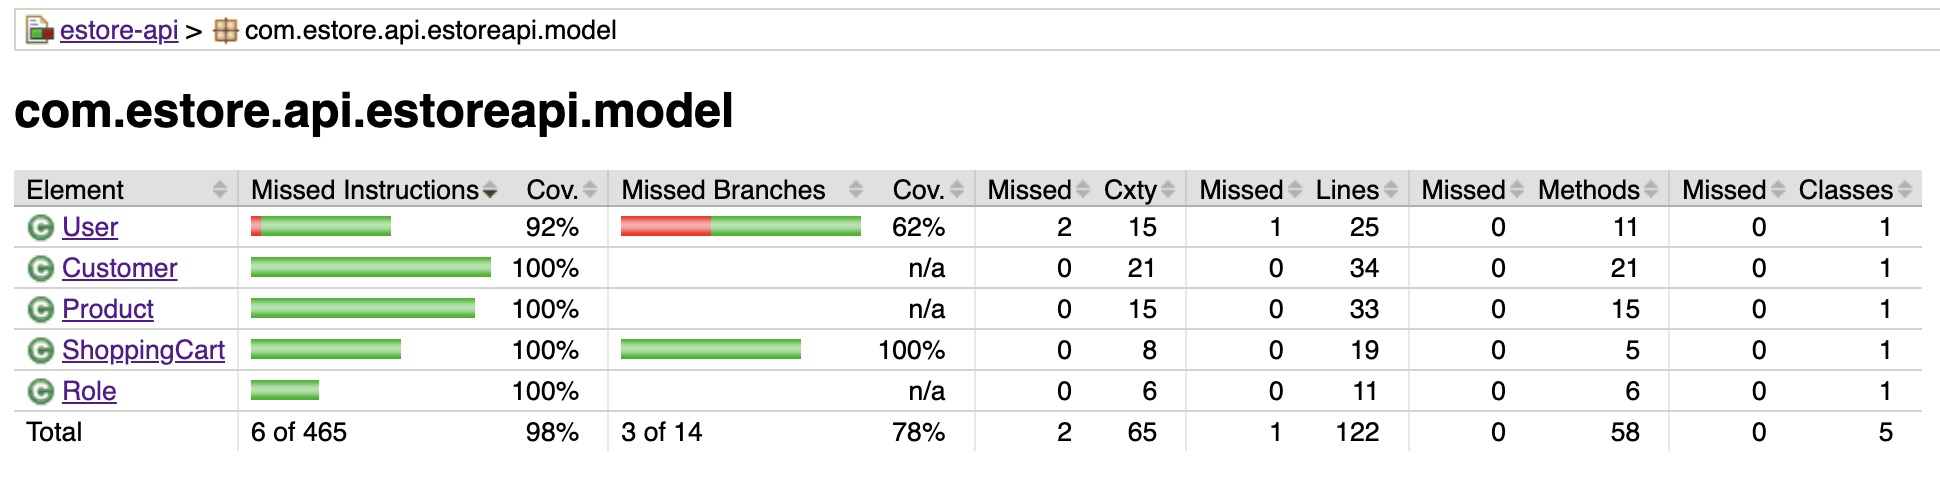 estore-api > com.estore.api.estoreapi.model
com.estore.api.estoreapi.model
Element Missed Instructions Cov. Missed Branches Cov. Missed Cxty Missed Lines Missed Methods Missed Classes
C User 92% 62% 2 15 1 25 0 11 0 1
C Customer 100% n/a 0 21 0 34 0 21 0 1
C Product 100% n/a 0 15 0 33 0 15 0 1
C ShoppingCart 100% 100% 0 8 0 19 0 5 0 1
C Role 100% n/a 0 6 0 11 0 6 0 1
Total 6 of 465 98% 3 of 14 78% 2 65 1 122 0 58 0 5